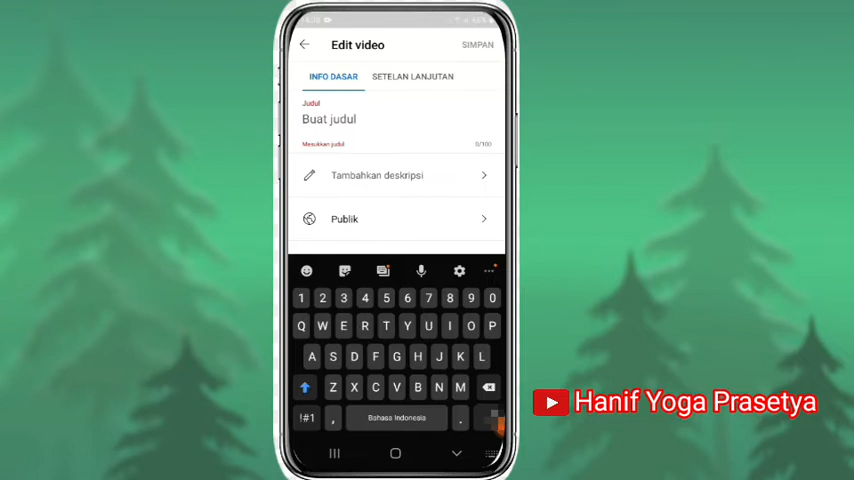 Edit video
SIMPAN
INFO DASAR
SETELAN LANJUTAN
Judul
Buat judul
Masukkan judul
0/100
Tambahkan deskripsi
Publik
1 2 3 4 5 6 7 8 9 0
Q W E R T Y U I O P
A S D F G H J K L
Z X C V B N M
!#1 , Bahasa Indonesia .
Hanif Yoga Prasetya